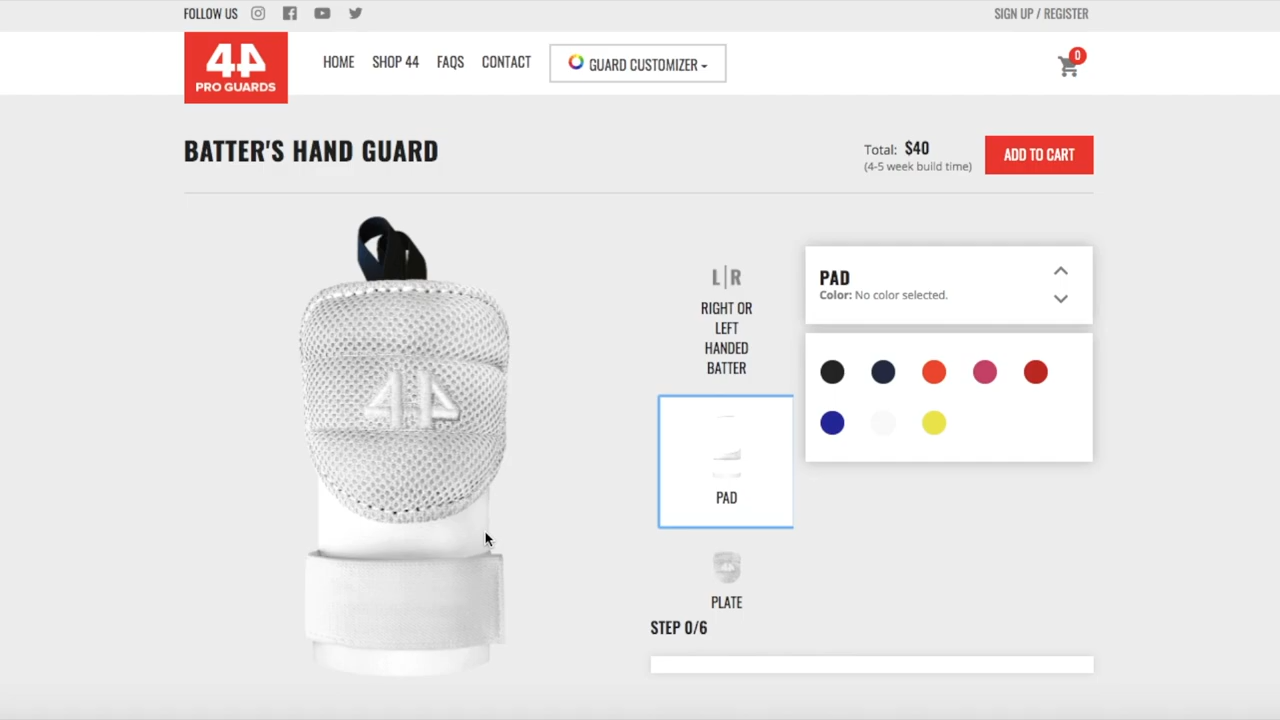 FOLLOW US
SIGN UP / REGISTER
44
PRO GUARDS
HOME
SHOP 44
FAQS
CONTACT
GUARD CUSTOMIZER
0
BATTER'S HAND GUARD
Total: $40
(4-5 week build time)
ADD TO CART
44
L|R
RIGHT OR
LEFT
HANDED
BATTER
PAD
Color: No color selected.
PAD
PLATE
STEP 0/6